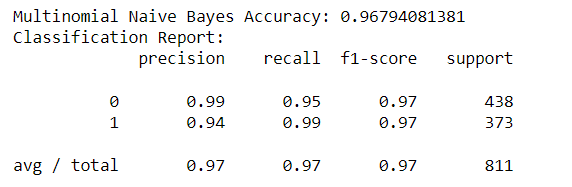 Multinomial Naive Bayes Accuracy: 0.96794081381
Classification Report:
precision recall f1-score support
0 0.99 0.95 0.97 438
1 0.94 0.99 0.97 373
avg / total 0.97 0.97 0.97 811